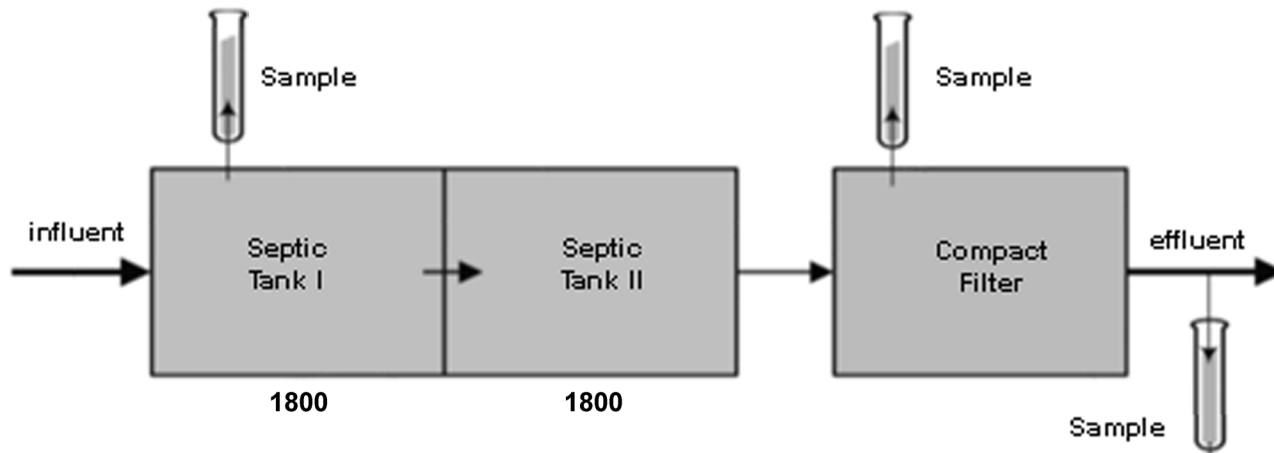 Sample
Sample
influent
Septic
Tank I
Septic
Tank II
Compact
Filter
effluent
1800
1800
Sample